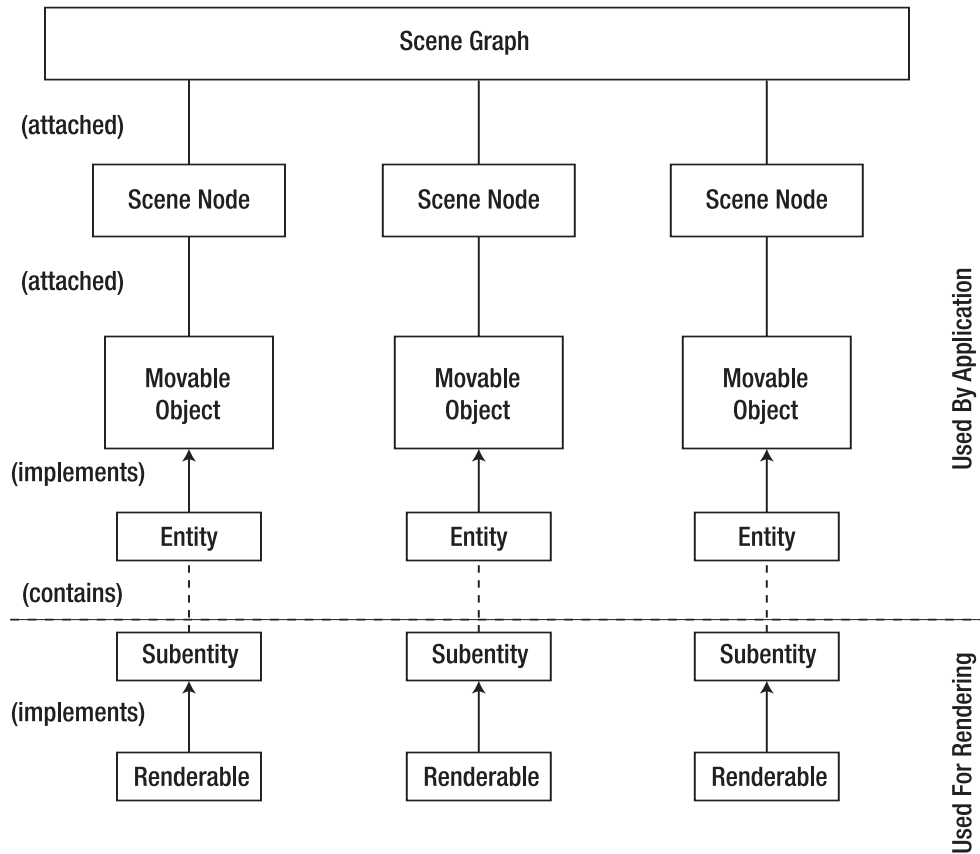 Scene Graph
(attached)
Scene Node Scene Node Scene Node
(attached)
Movable Movable Movable
Object Object Object
(implements)
Entity Entity Entity
(contains)
Subentity Subentity Subentity
(implements)
Renderable Renderable Renderable
Used By Application
Used For Rendering